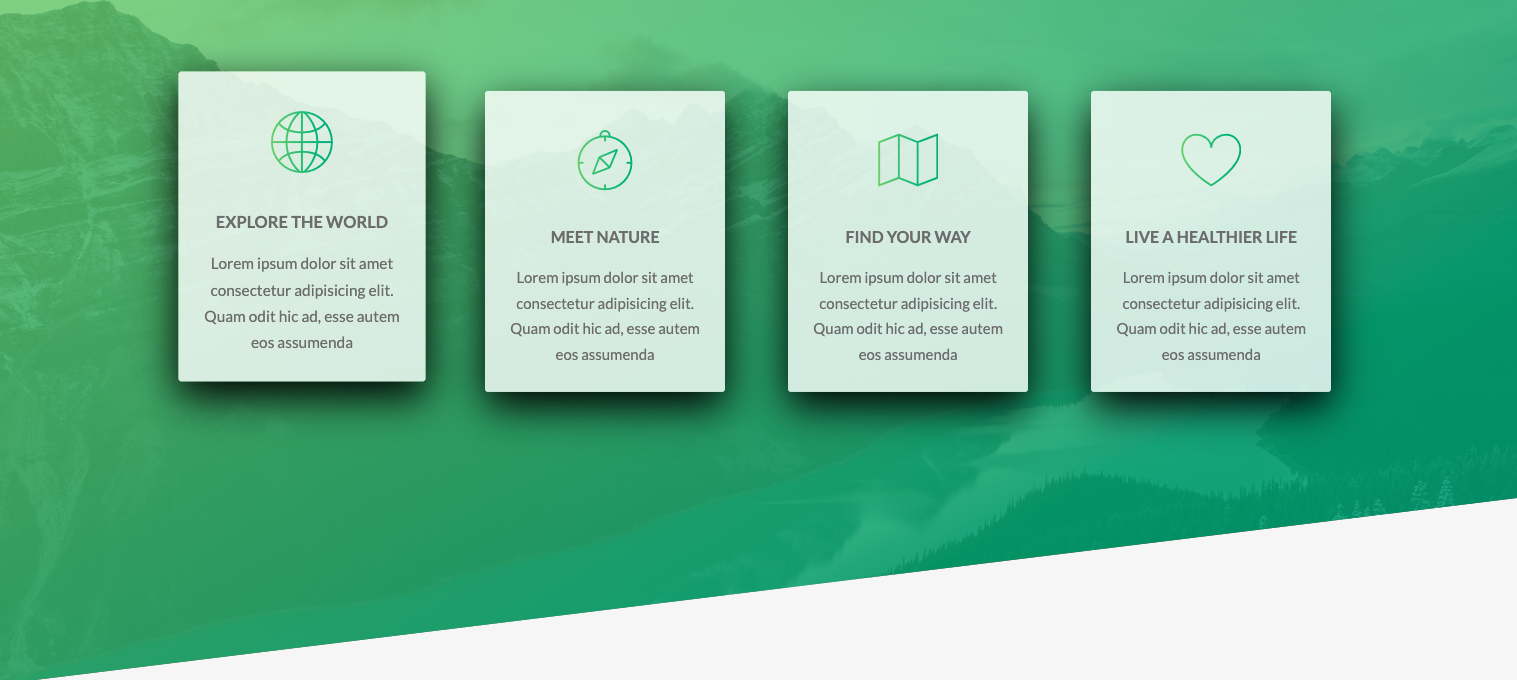 EXPLORE THE WORLD
Lorem ipsum dolor sit amet
consectetur adipisicing elit.
Quam odit hic ad, esse autem
eos assumenda
MEET NATURE
Lorem ipsum dolor sit amet
consectetur adipisicing elit.
Quam odit hic ad, esse autem
eos assumenda
FIND YOUR WAY
Lorem ipsum dolor sit amet
consectetur adipisicing elit.
Quam odit hic ad, esse autem
eos assumenda
LIVE A HEALTHIER LIFE
Lorem ipsum dolor sit amet
consectetur adipisicing elit.
Quam odit hic ad, esse autem
eos assumenda